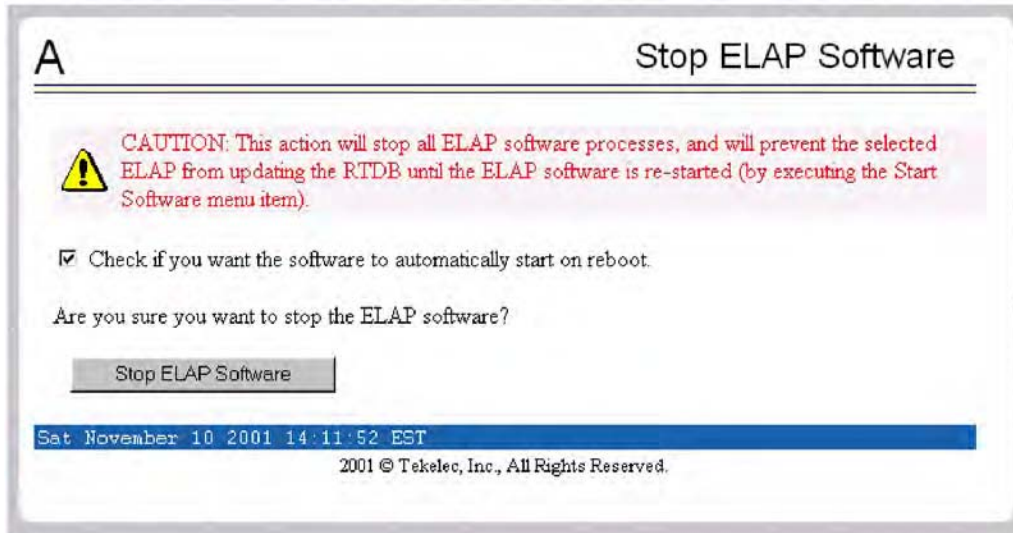 A
Stop ELAP Software
CAUTION: This action will stop all ELAP software processes, and will prevent the selected
ELAP from updating the RTDB until the ELAP software is re-started (by executing the Start
Software menu item).
Check if you want the software to automatically start on reboot.
Are you sure you want to stop the ELAP software?
Stop ELAP Software
Sat November 10 2001 14:11:52 EST
2001 © Tekelec, Inc., All Rights Reserved.